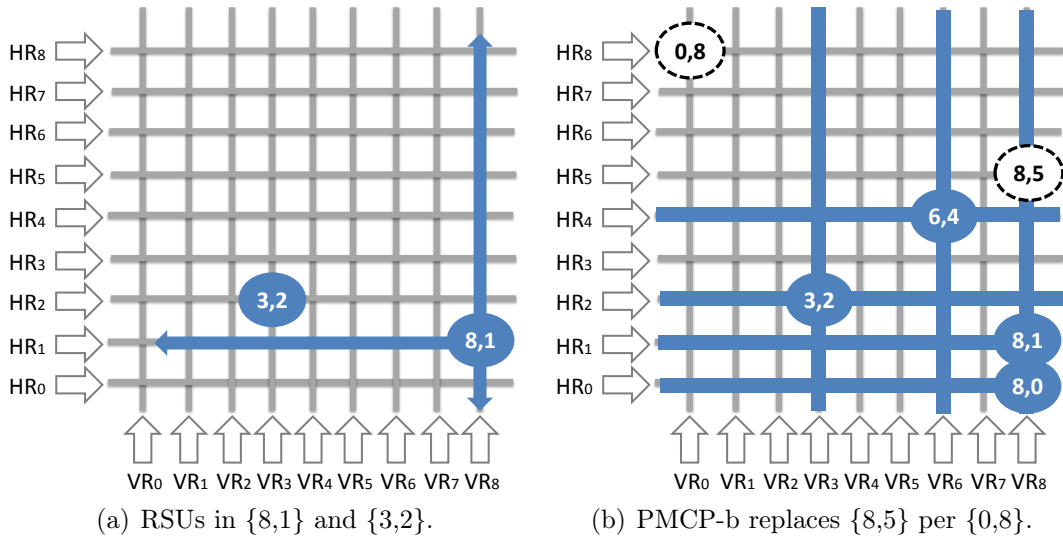 HR8
HR7
HR6
HR5
HR4
HR3
HR2
HR1
HR0
3,2
8,1
VR0 VR1 VR2 VR3 VR4 VR5 VR6 VR7 VR8
(a) RSUs in {8,1} and {3,2}.
HR8
HR7
HR6
HR5
HR4
HR3
HR2
HR1
HR0
0,8
8,5
6,4
3,2
8,1
8,0
VR0 VR1 VR2 VR3 VR4 VR5 VR6 VR7 VR8
(b) PMCP-b replaces {8,5} per {0,8}.